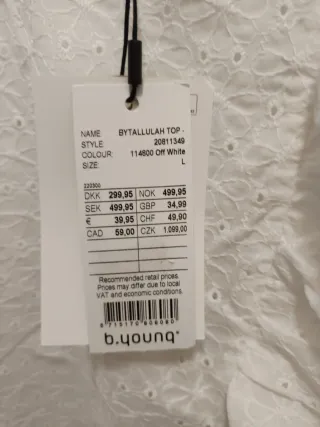 NAME: BYTALLULAH TOP -
STYLE: 20811349
COLOUR: 114800 Off White
SIZE: L
220300
DKK 299,95 NOK 499,95
SEK 499,95 GBP 34,99
€ 39,95 CHF 49,90
CAD 59,00 CZK 1.099,00
Recommended retail prices.
Prices may differ due to local
VAT and economic conditions.
b.young®